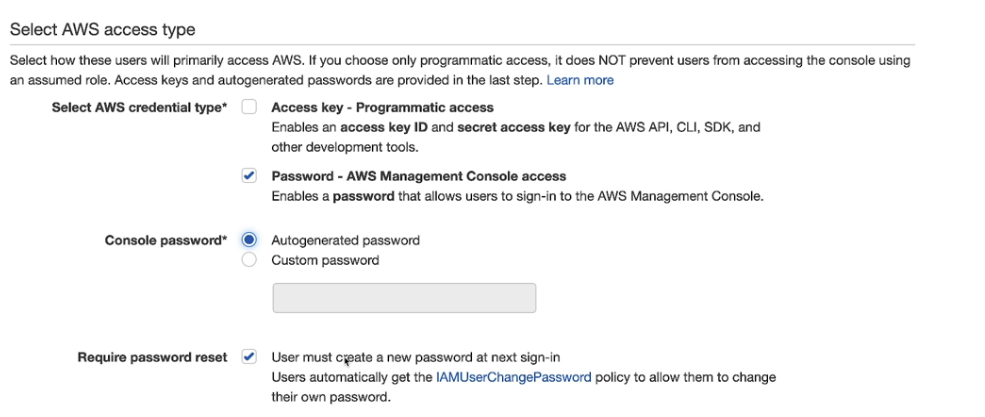 Select AWS access type
Select how these users will primarily access AWS. If you choose only programmatic access, it does NOT prevent users from accessing the console using
an assumed role. Access keys and autogenerated passwords are provided in the last step. Learn more
Select AWS credential type* Access key - Programmatic access
Enables an access key ID and secret access key for the AWS API, CLI, SDK, and
other development tools.
Password - AWS Management Console access
Enables a password that allows users to sign-in to the AWS Management Console.
Console password* Autogenerated password
Custom password
Require password reset User must create a new password at next sign-in
Users automatically get the IAMUserChangePassword policy to allow them to change
their own password.